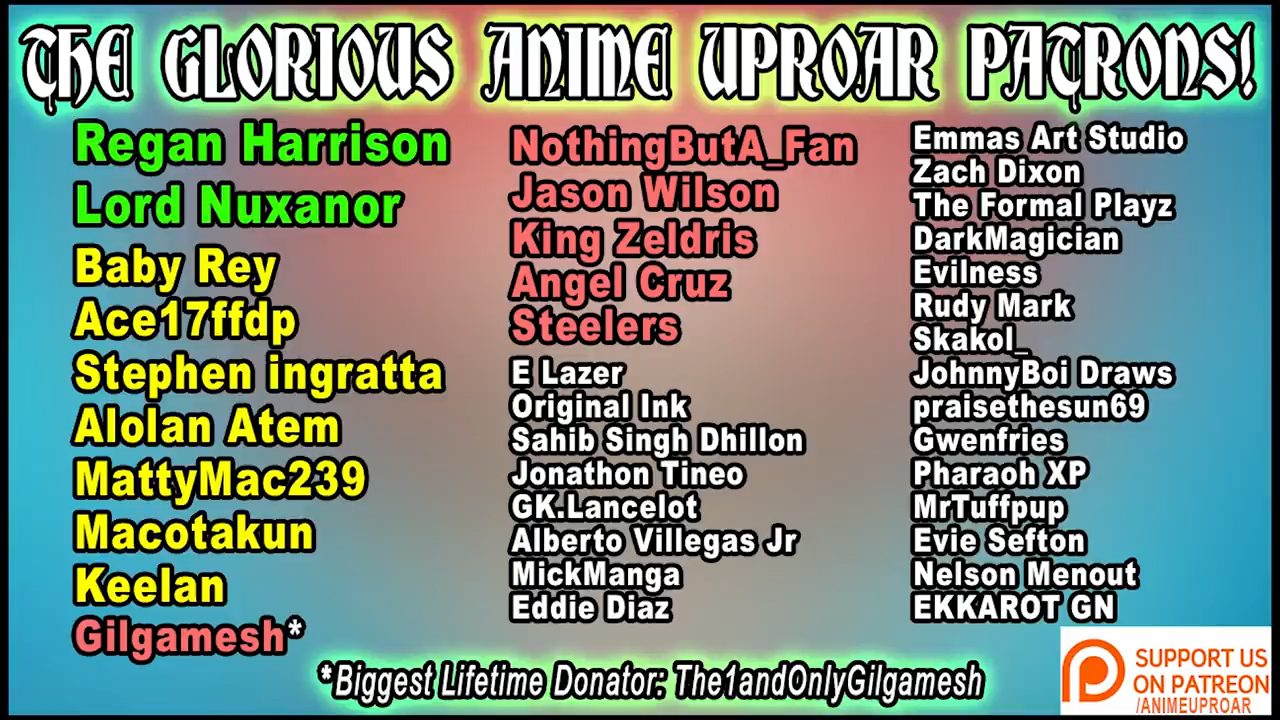 THE GLORIOUS ANIME UPROAR PATRONS!
Regan Harrison
Lord Nuxanor
Baby Rey
Ace17ffdp
Stephen ingratta
Alolan Atem
MattyMac239
Macotakun
Keelan
Gilgamesh*
NothingButA_Fan
Jason Wilson
King Zeldris
Angel Cruz
Steelers
E Lazer
Original Ink
Sahib Singh Dhillon
Jonathon Tineo
GK.Lancelot
Alberto Villegas Jr
MickManga
Eddie Diaz
Emmas Art Studio
Zach Dixon
The Formal Playz
DarkMagician
Evilness
Rudy Mark
Skakol_
JohnnyBoi Draws
praisethesun69
Gwenfries
Pharaoh XP
MrTuffpup
Evie Sefton
Nelson Menout
EKKAROT GN
*Biggest Lifetime Donator: The1andOnlyGilgamesh
SUPPORT US
ON PATREON
/ANIMEUPROAR